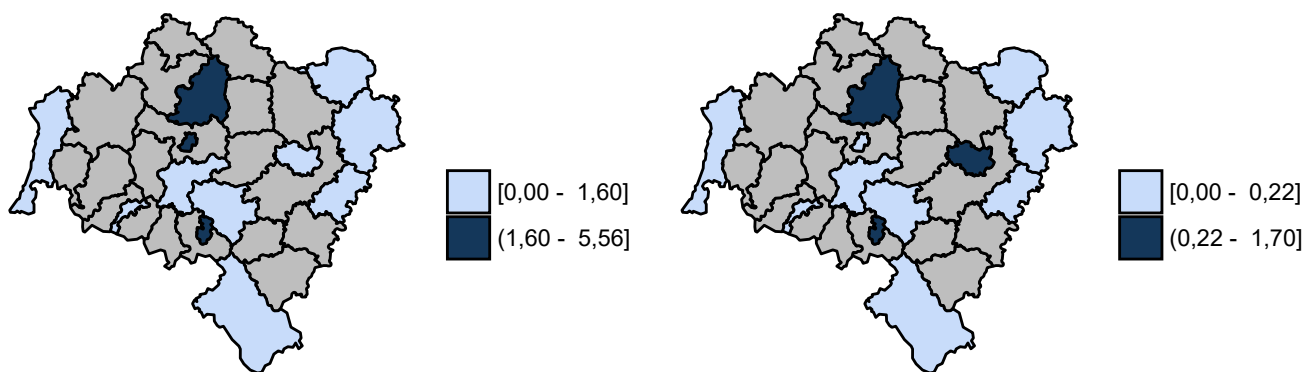 [0,00 - 1,60]
(1,60 - 5,56]
[0,00 - 0,22]
(0,22 - 1,70]